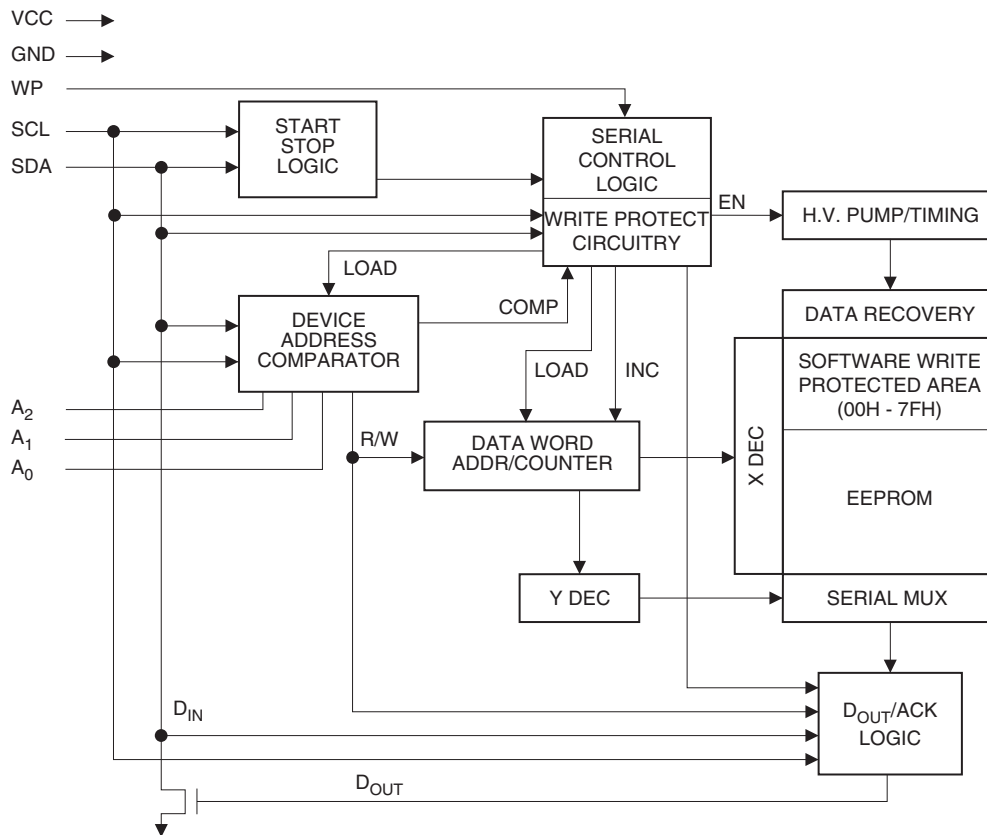 VCC
GND
WP
SCL
SDA
START
STOP
LOGIC
SERIAL
CONTROL
LOGIC
WRITE PROTECT
CIRCUITRY
EN
H.V. PUMP/TIMING
LOAD
COMP
DEVICE
ADDRESS
COMPARATOR
LOAD
INC
DATA RECOVERY
SOFTWARE WRITE
PROTECTED AREA
(00H - 7FH)
X DEC
EEPROM
A2
A1
A0
R/W
DATA WORD
ADDR/COUNTER
Y DEC
SERIAL MUX
DIN
DOUT/ACK
LOGIC
DOUT